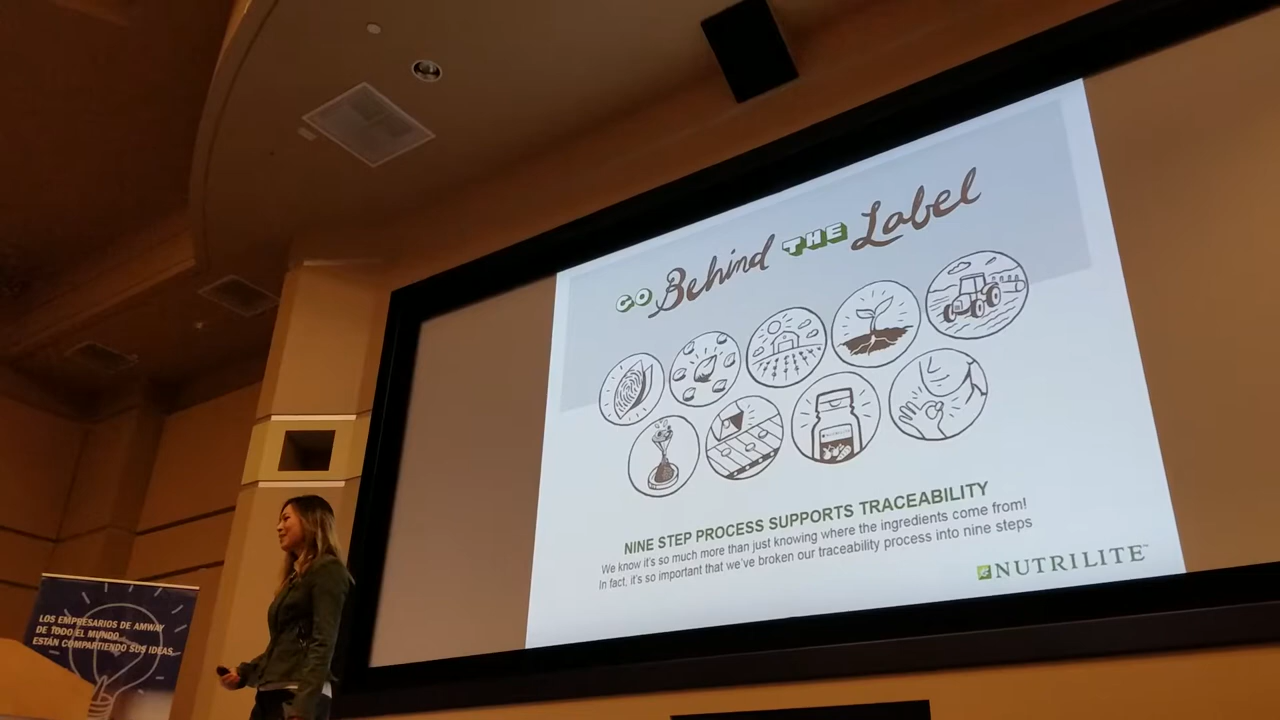 GO Behind THE Label
NINE STEP PROCESS SUPPORTS TRACEABILITY
We know it's so much more than just knowing where the ingredients come from!
In fact, it's so important that we've broken our traceability process into nine steps
NUTRILITE™
NUTRILITE
LOS EMPRESARIOS DE AMWAY
DE TODO EL MUNDO
ESTÁN COMPARTIENDO SUS IDEAS.